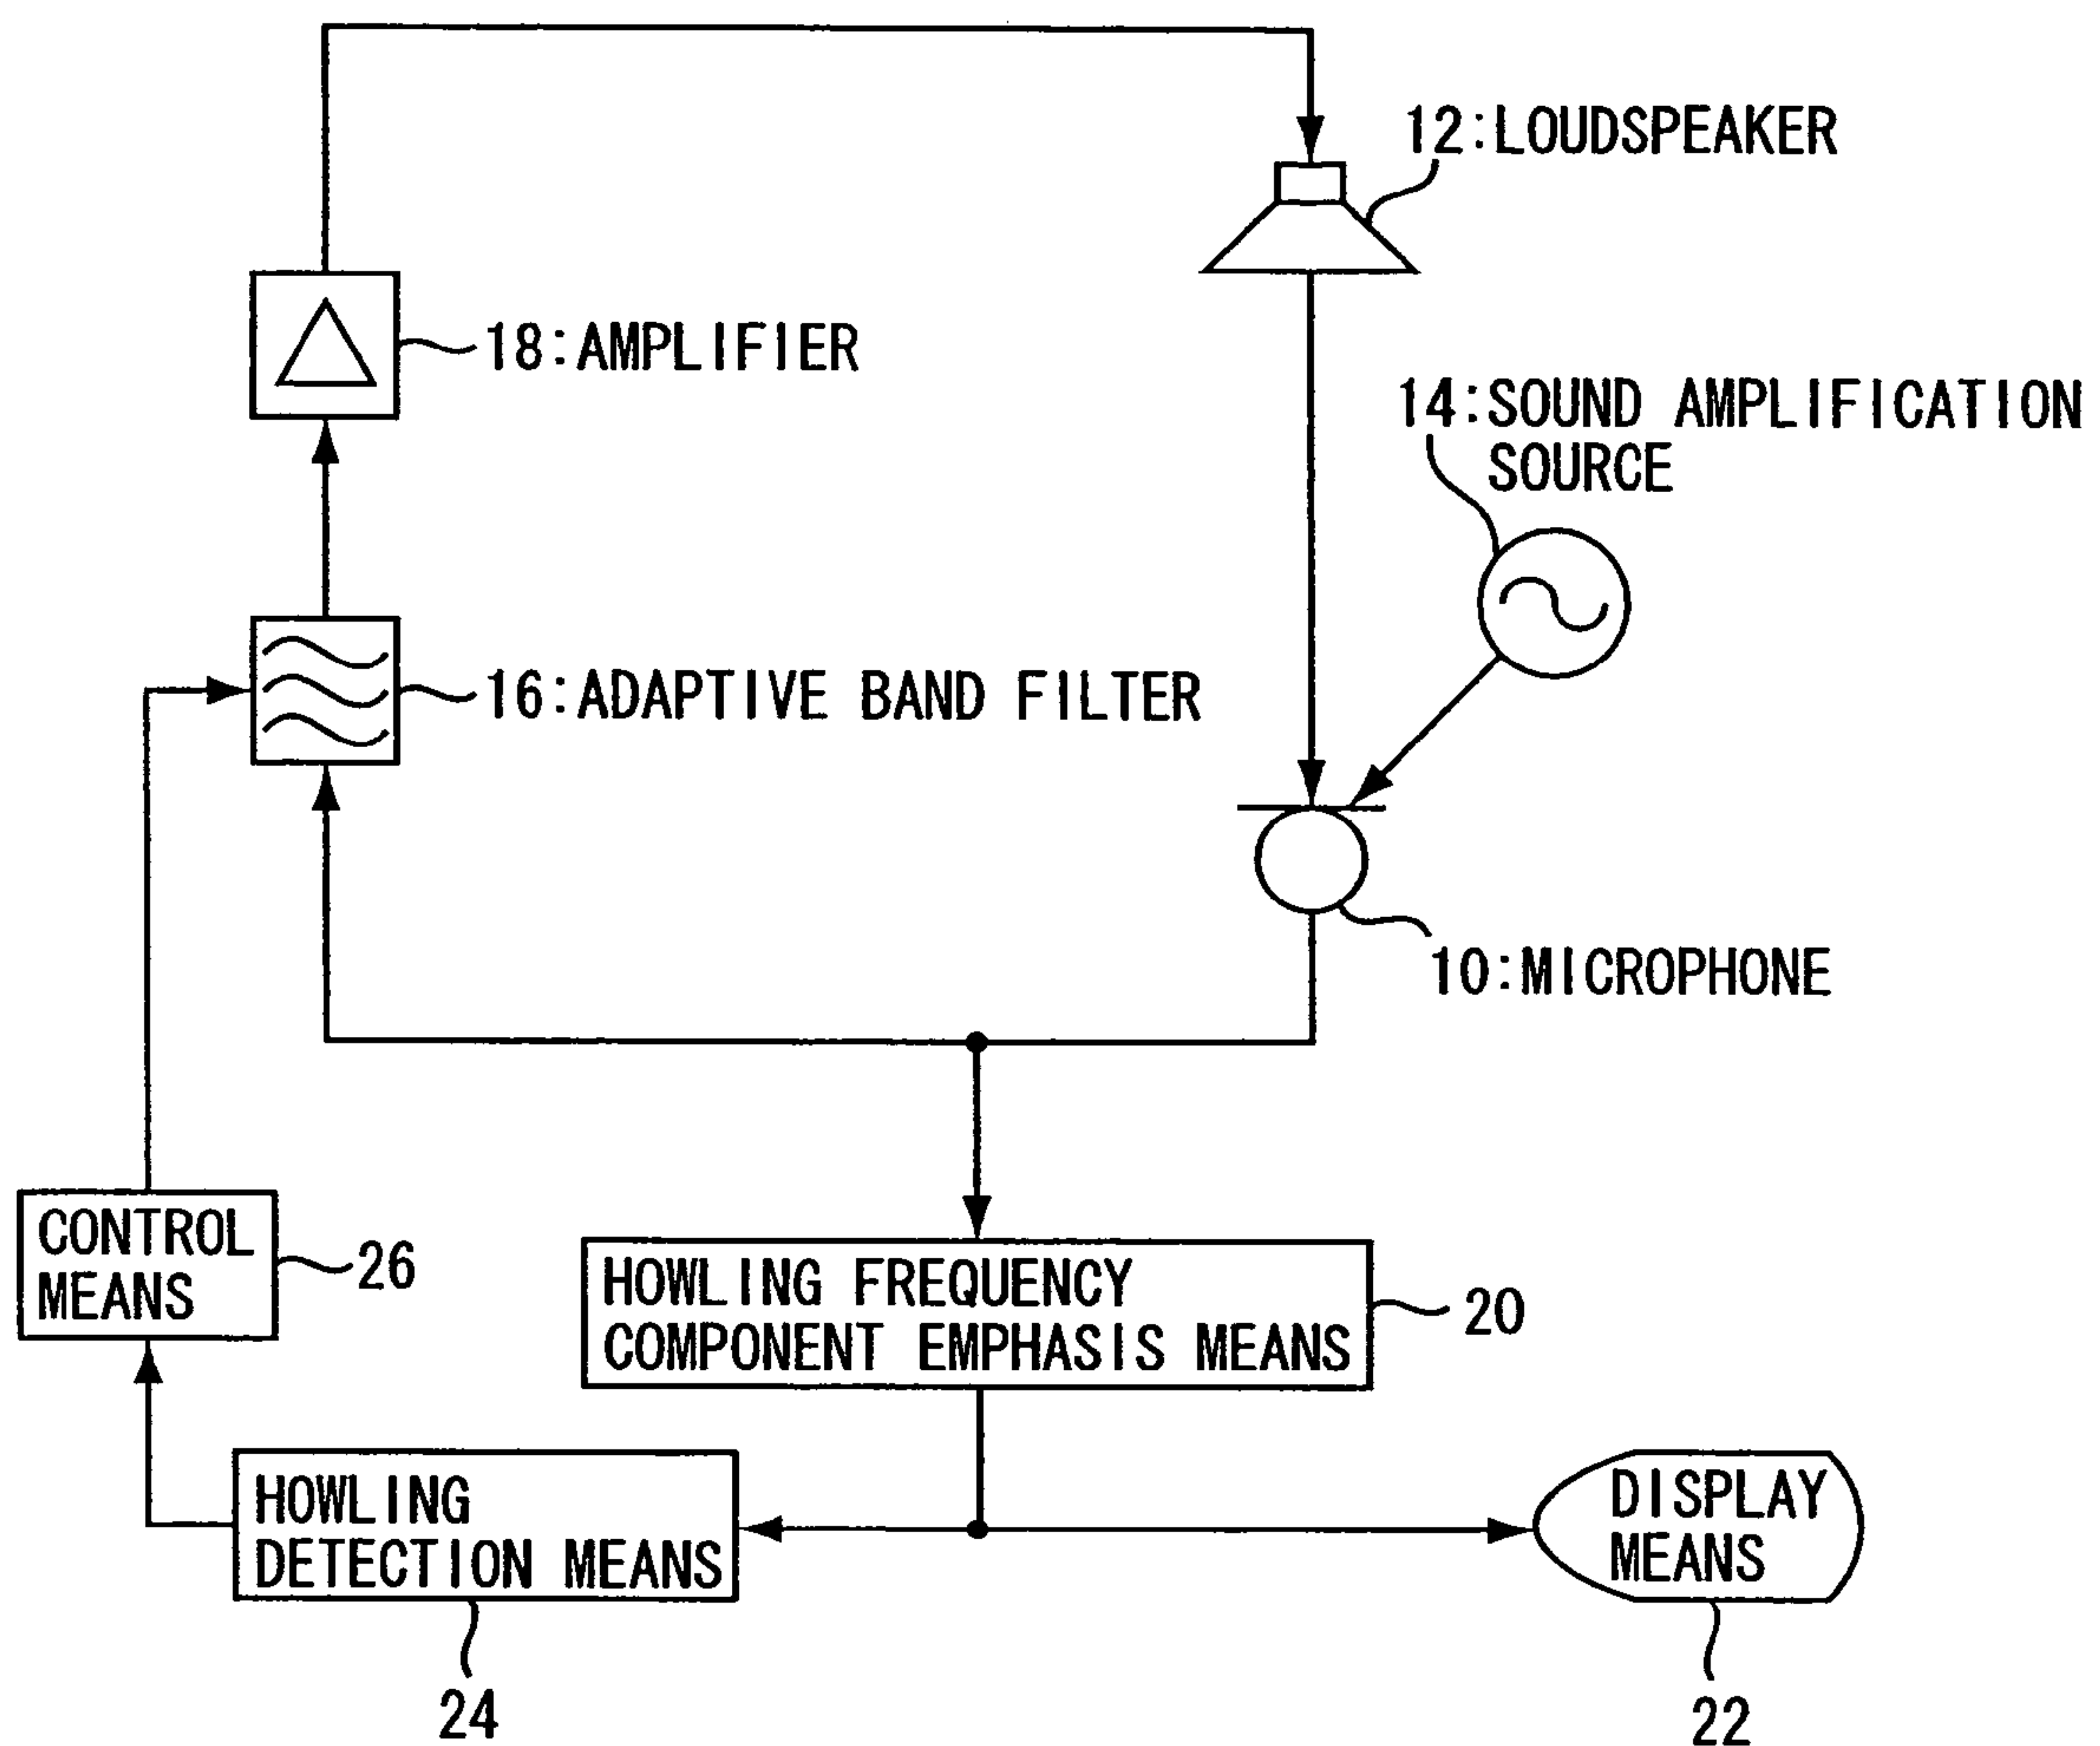 12:LOUDSPEAKER
18:AMPLIFIER
14:SOUND AMPLIFICATION
SOURCE
16:ADAPTIVE BAND FILTER
10:MICROPHONE
CONTROL
MEANS
26
HOWLING FREQUENCY
COMPONENT EMPHASIS MEANS
20
HOWLING
DETECTION MEANS
DISPLAY
MEANS
24
22